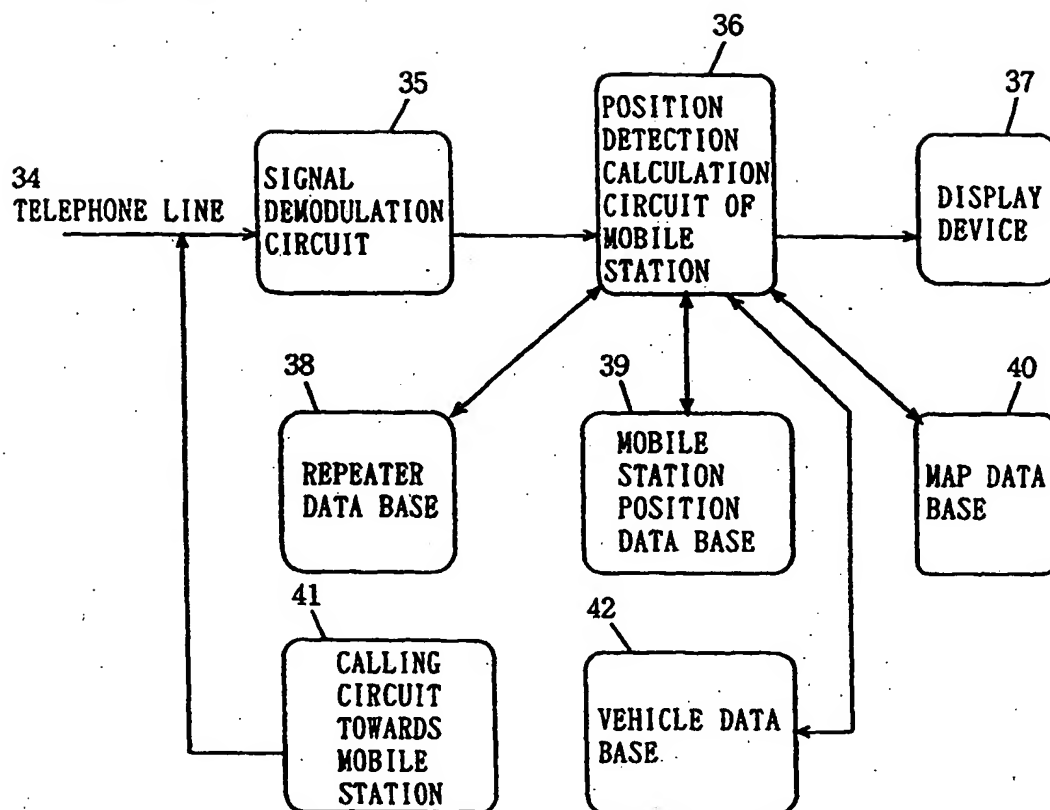 36
35
37
POSITION
DETECTION
CALCULATION
CIRCUIT OF
MOBILE
STATION
34
TELEPHONE LINE
SIGNAL
DEMODULATION
CIRCUIT
DISPLAY
DEVICE
38
39
40
REPEATER
DATA BASE
MOBILE
STATION
POSITION
DATA BASE
MAP DATA
BASE
41
42
CALLING
CIRCUIT
TOWARDS
MOBILE
STATION
VEHICLE DATA
BASE